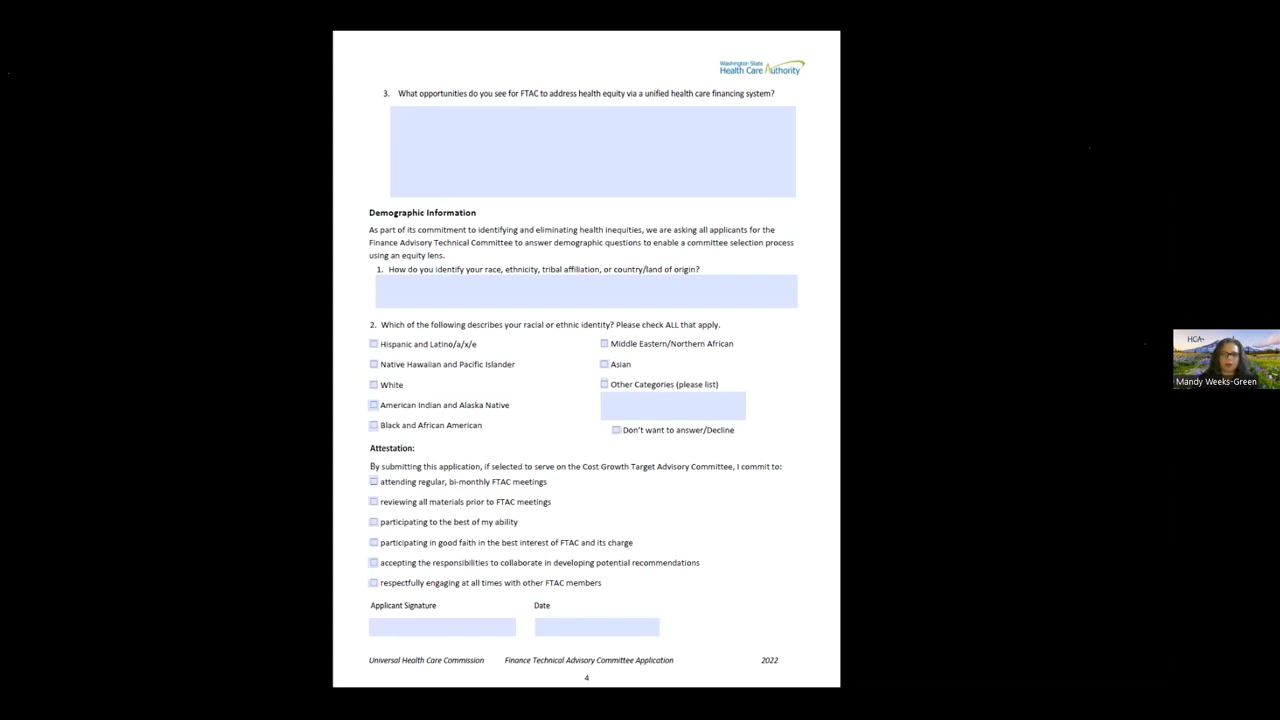 Washington State
Health Care Authority
3. What opportunities do you see for FTAC to address health equity via a unified health care financing system?
Demographic Information
As part of its commitment to identifying and eliminating health inequities, we are asking all applicants for the
Finance Advisory Technical Committee to answer demographic questions to enable a committee selection process
using an equity lens.
1. How do you identify your race, ethnicity, tribal affiliation, or country/land of origin?
2. Which of the following describes your racial or ethnic identity? Please check ALL that apply.
Hispanic and Latino/a/x/e
Native Hawaiian and Pacific Islander
White
American Indian and Alaska Native
Black and African American
Middle Eastern/Northern African
Asian
Other Categories (please list)
Don't want to answer/Decline
Attestation:
By submitting this application, if selected to serve on the Cost Growth Target Advisory Committee, I commit to:
attending regular, bi-monthly FTAC meetings
reviewing all materials prior to FTAC meetings
participating to the best of my ability
participating in good faith in the best interest of FTAC and its charge
accepting the responsibilities to collaborate in developing potential recommendations
respectfully engaging at all times with other FTAC members
Applicant Signature Date
Universal Health Care Commission Finance Technical Advisory Committee Application 2022
4
HCA
Mandy Weeks-Green